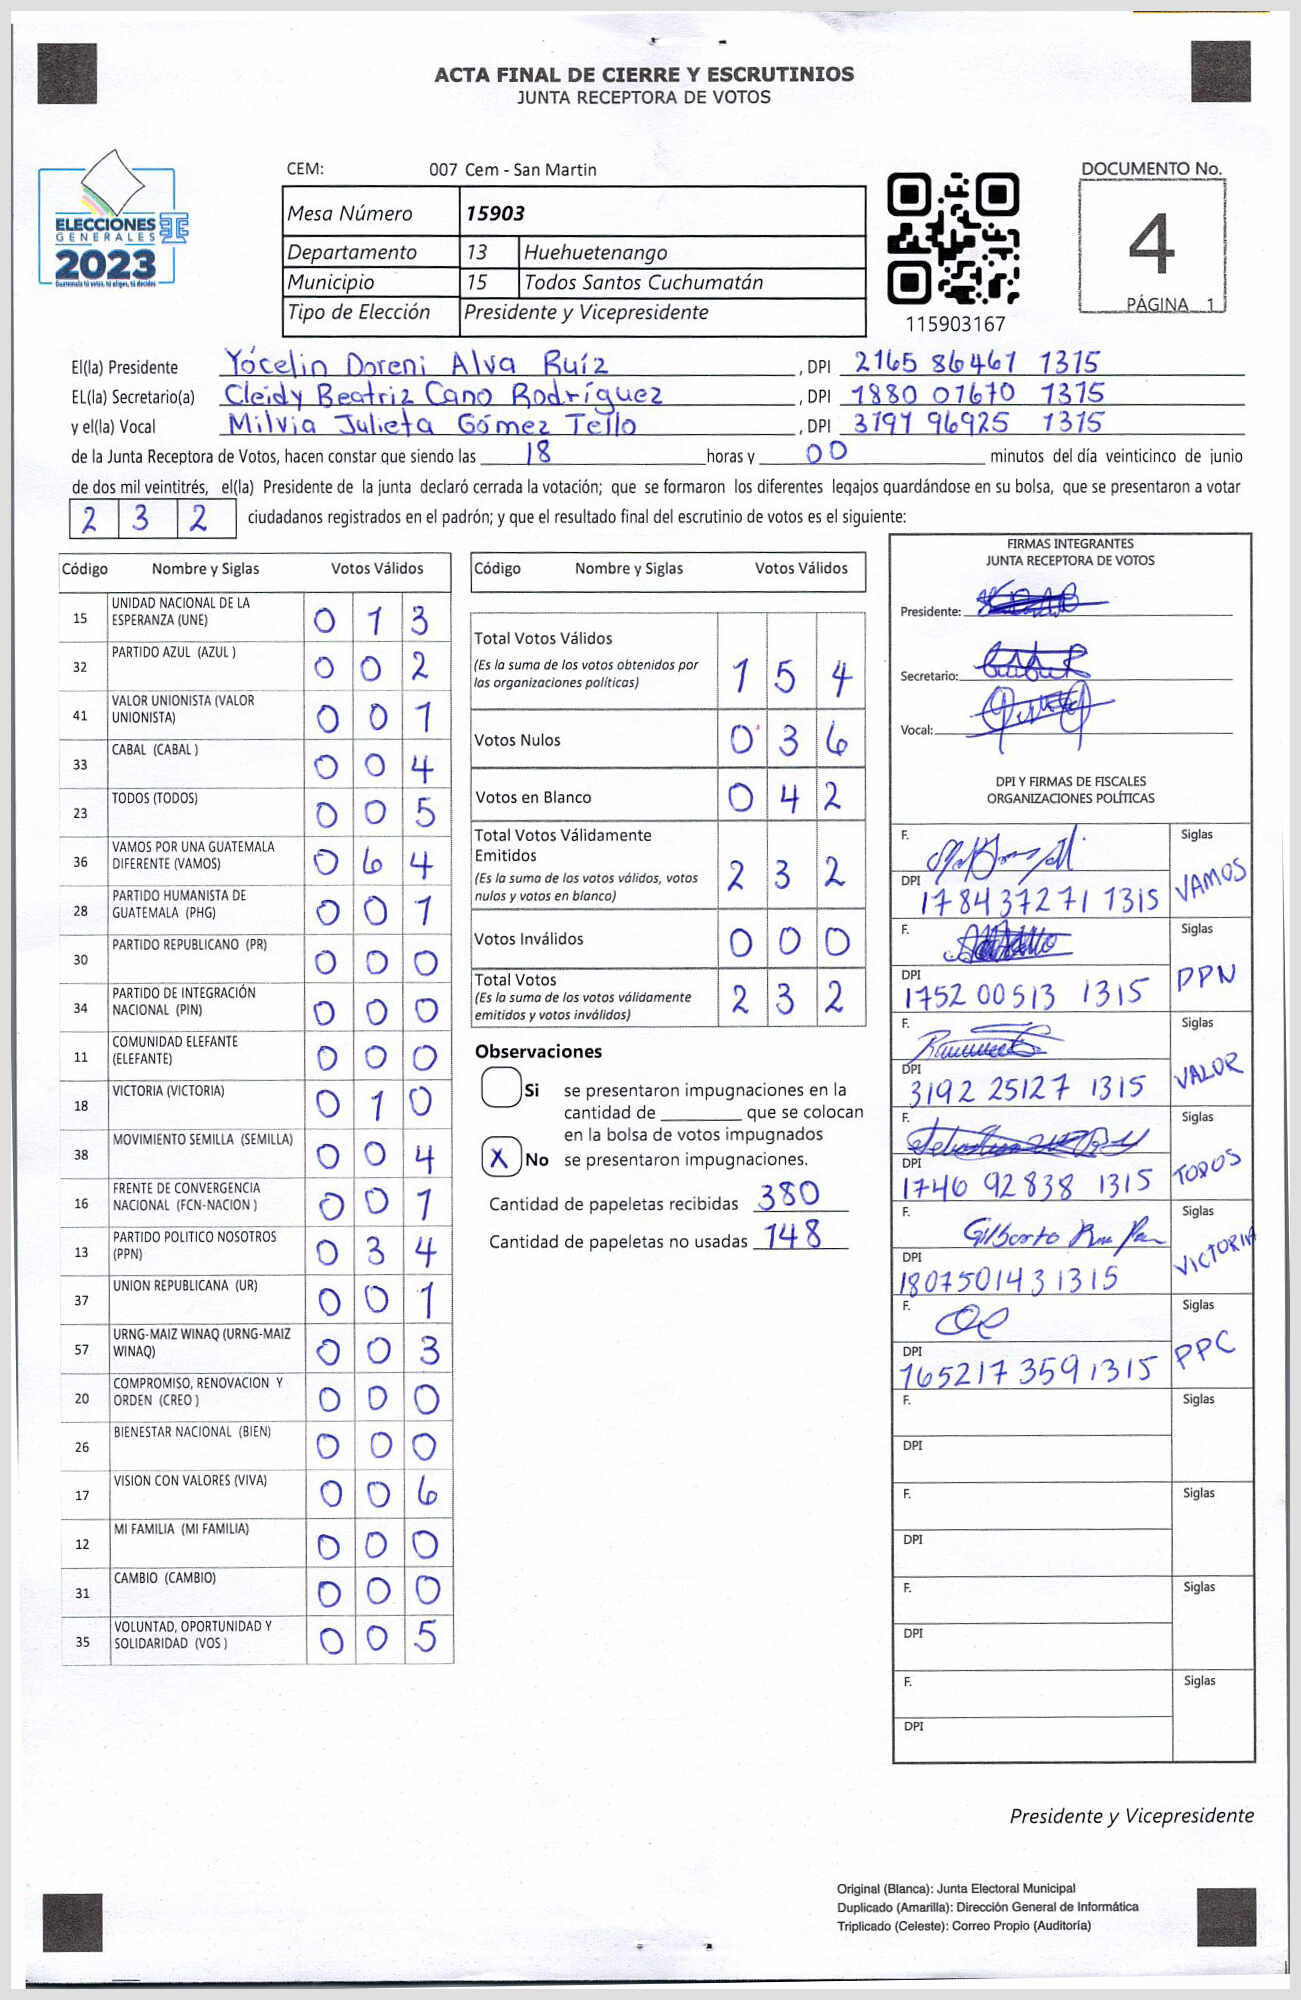 ACTA FINAL DE CIERRE Y ESCRUTINIOS
JUNTA RECEPTORA DE VOTOS
ELECCIONES
GENERALES
2023
Guatemala tú votas, tú eliges, tú decides
CEM: 007 Cem - San Martin
Mesa Número 15903
Departamento 13 Huehuetenango
Municipio 15 Todos Santos Cuchumatán
Tipo de Elección Presidente y Vicepresidente
115903167
DOCUMENTO No.
4
PÁGINA 1
El(la) Presidente Yócelin Doreni Alva Ruíz , DPI 2165 86461 1315
EL(la) Secretario(a) Cleidy Beatriz Cano Rodríguez , DPI 1880 01670 1315
y el(la) Vocal Milvia Julieta Gómez Tello , DPI 3191 96925 1315
de la Junta Receptora de Votos, hacen constar que siendo las 18 horas y 00 minutos del día veinticinco de junio
de dos mil veintitrés, el(la) Presidente de la junta declaró cerrada la votación; que se formaron los diferentes legajos guardándose en su bolsa, que se presentaron a votar
2 3 2 ciudadanos registrados en el padrón; y que el resultado final del escrutinio de votos es el siguiente:
Código Nombre y Siglas Votos Válidos
15 UNIDAD NACIONAL DE LA ESPERANZA (UNE) 0 1 3
32 PARTIDO AZUL (AZUL ) 0 0 2
41 VALOR UNIONISTA (VALOR UNIONISTA) 0 0 1
33 CABAL (CABAL ) 0 0 4
23 TODOS (TODOS) 0 0 5
36 VAMOS POR UNA GUATEMALA DIFERENTE (VAMOS) 0 6 4
28 PARTIDO HUMANISTA DE GUATEMALA (PHG) 0 0 1
30 PARTIDO REPUBLICANO (PR) 0 0 0
34 PARTIDO DE INTEGRACIÓN NACIONAL (PIN) 0 0 0
11 COMUNIDAD ELEFANTE (ELEFANTE) 0 0 0
18 VICTORIA (VICTORIA) 0 1 0
38 MOVIMIENTO SEMILLA (SEMILLA) 0 0 4
16 FRENTE DE CONVERGENCIA NACIONAL (FCN-NACION ) 0 0 1
13 PARTIDO POLITICO NOSOTROS (PPN) 0 3 4
37 UNION REPUBLICANA (UR) 0 0 1
57 URNG-MAIZ WINAQ (URNG-MAIZ WINAQ) 0 0 3
20 COMPROMISO, RENOVACION Y ORDEN (CREO ) 0 0 0
26 BIENESTAR NACIONAL (BIEN) 0 0 0
17 VISION CON VALORES (VIVA) 0 0 6
12 MI FAMILIA (MI FAMILIA) 0 0 0
31 CAMBIO (CAMBIO) 0 0 0
35 VOLUNTAD, OPORTUNIDAD Y SOLIDARIDAD (VOS ) 0 0 5
Código Nombre y Siglas Votos Válidos
Total Votos Válidos
(Es la suma de los votos obtenidos por las organizaciones políticas) 1 5 4
Votos Nulos 0 3 6
Votos en Blanco 0 4 2
Total Votos Válidamente Emitidos
(Es la suma de los votos válidos, votos nulos y votos en blanco) 2 3 2
Votos Inválidos 0 0 0
Total Votos
(Es la suma de los votos válidamente emitidos y votos inválidos) 2 3 2
Observaciones
Si se presentaron impugnaciones en la
cantidad de ________ que se colocan
en la bolsa de votos impugnados
X No se presentaron impugnaciones.
Cantidad de papeletas recibidas 380
Cantidad de papeletas no usadas 148
FIRMAS INTEGRANTES
JUNTA RECEPTORA DE VOTOS
Presidente:
Secretario:
Vocal:
DPI Y FIRMAS DE FISCALES
ORGANIZACIONES POLÍTICAS
F. Siglas VAMOS
DPI 1784 37271 1315
F. Siglas PPN
DPI 1752 00513 1315
F. Siglas VALOR
DPI 3192 25127 1315
F. Siglas TODOS
DPI 1746 92838 1315
F. Gilberto Siglas VICTORIA
DPI 1807501431315
F. Siglas PPC
DPI 165217 3591315
F. Siglas
DPI
F. Siglas
DPI
F. Siglas
DPI
F. Siglas
DPI
Presidente y Vicepresidente
Original (Blanca): Junta Electoral Municipal
Duplicado (Amarilla): Dirección General de Informática
Triplicado (Celeste): Correo Propio (Auditoría)